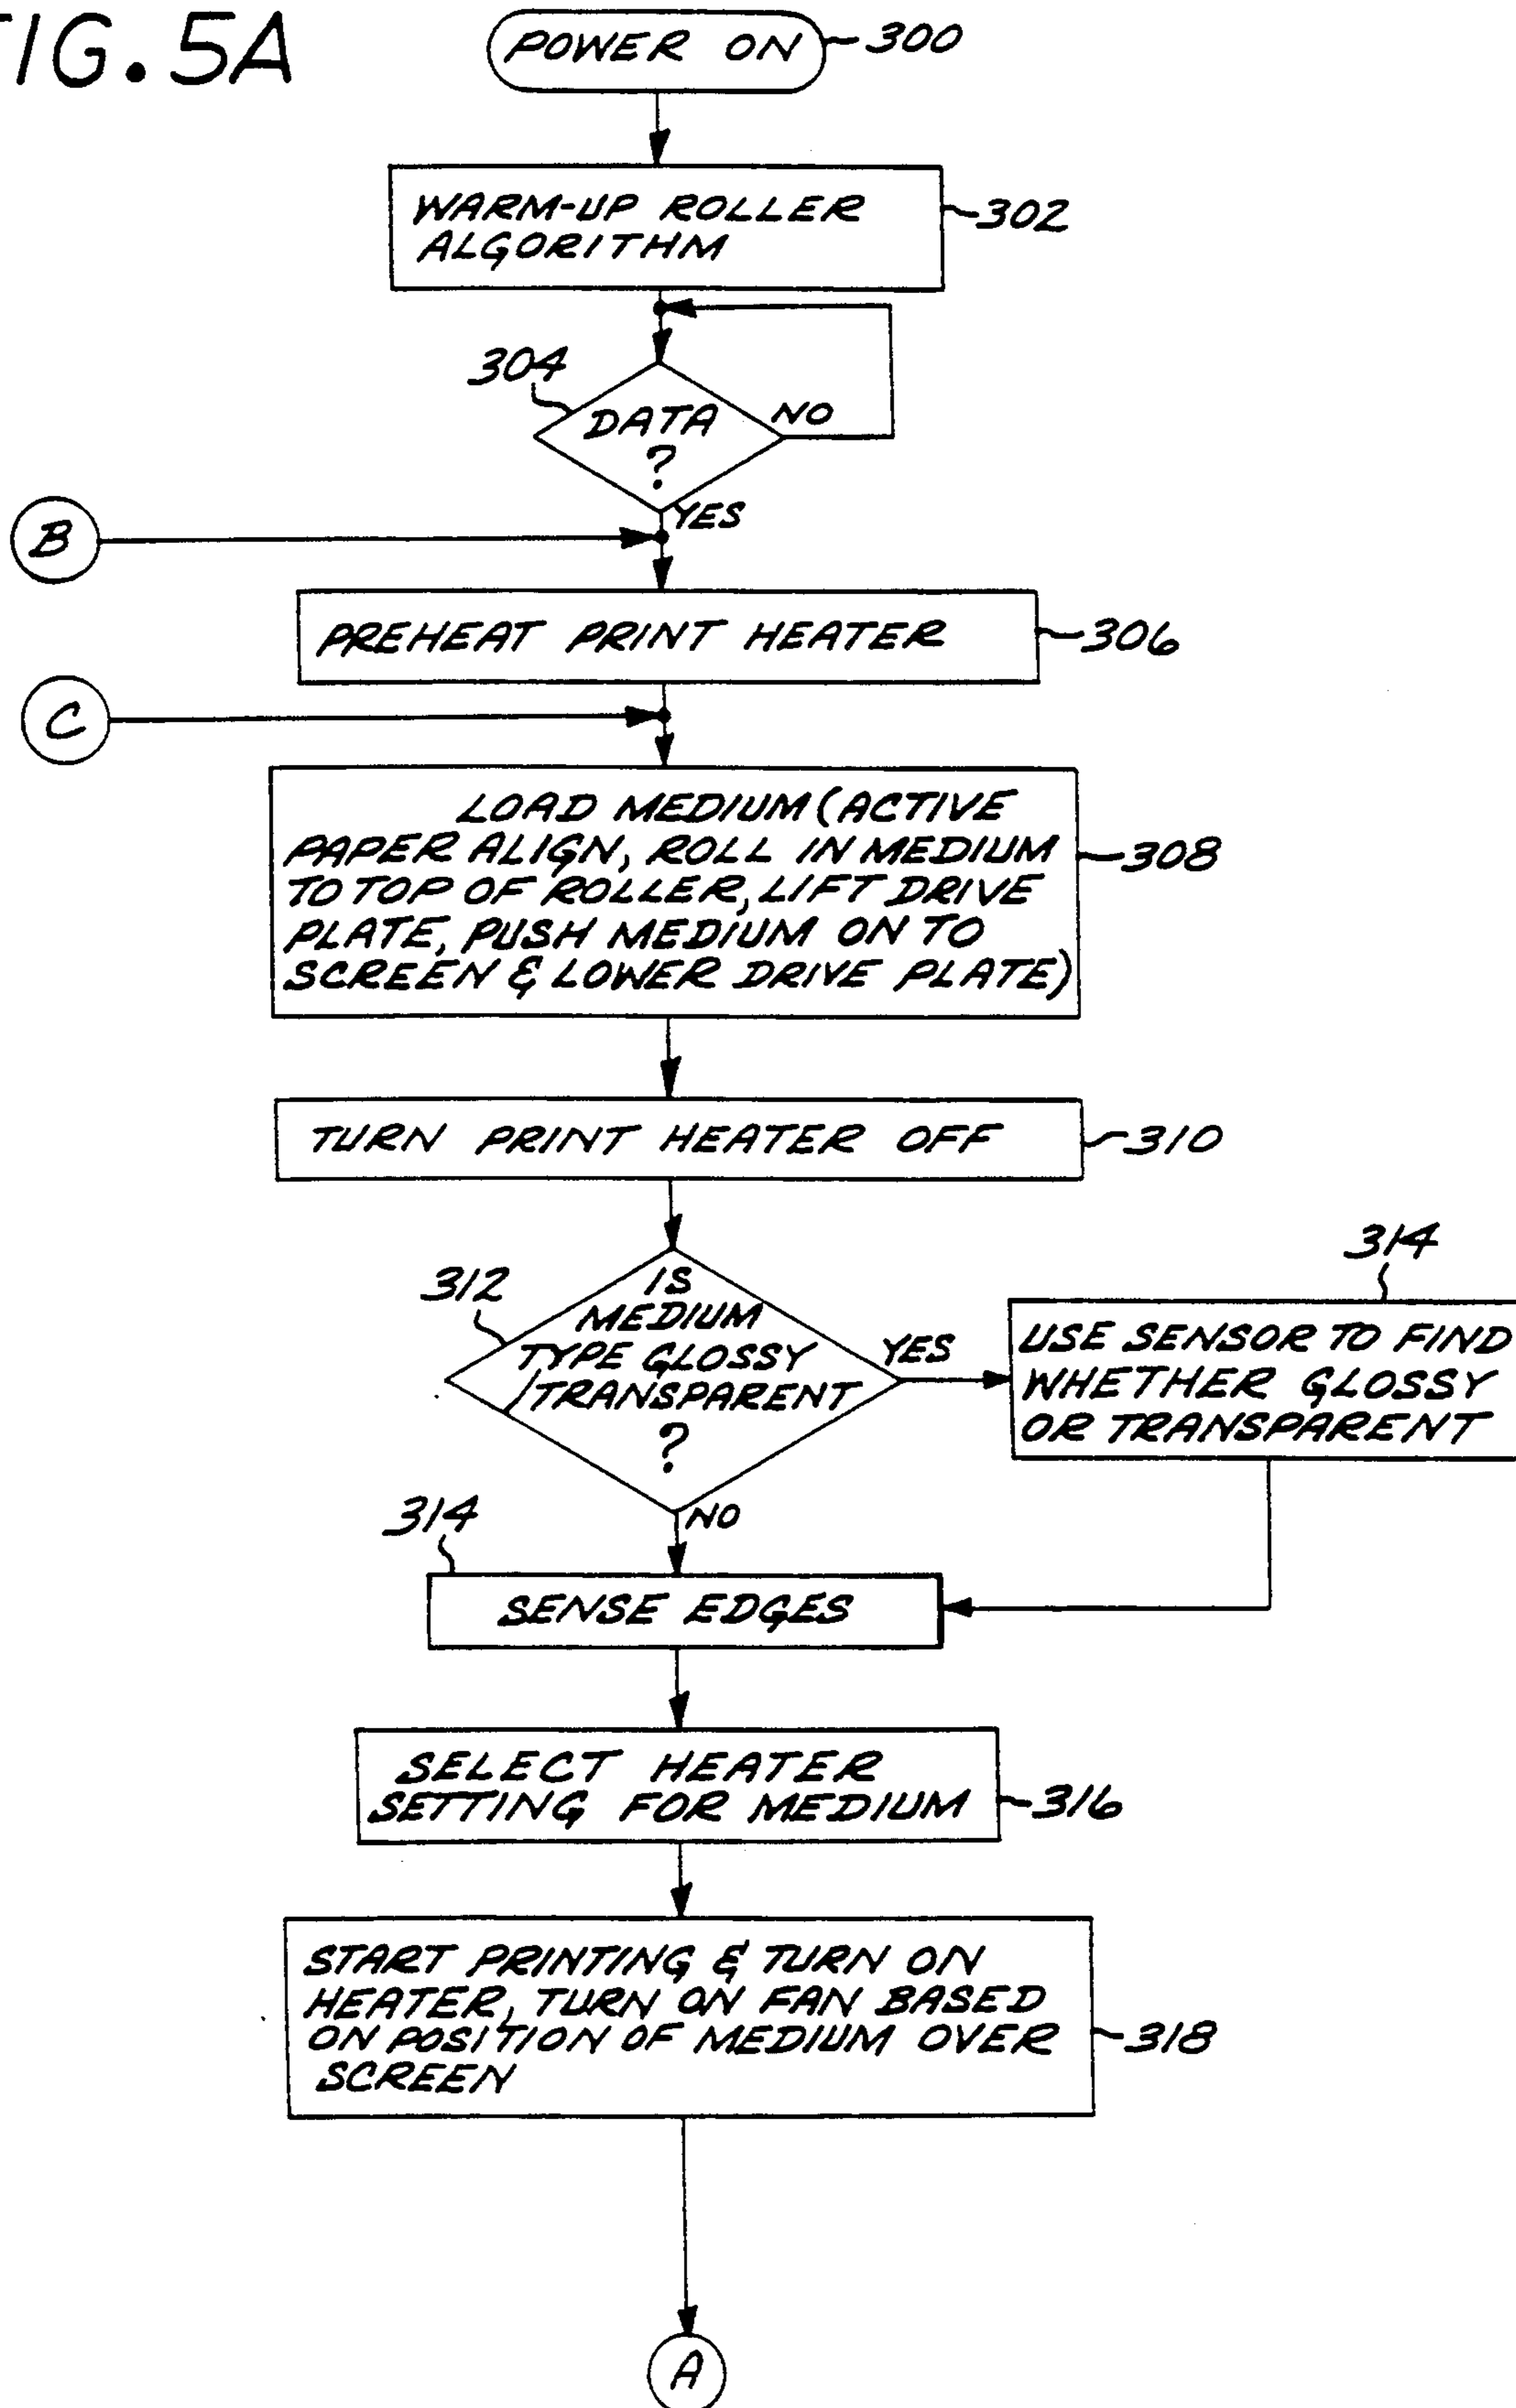 FIG. 5A
POWER ON
300
WARM-UP ROLLER
ALGORITHM
302
304
DATA
?
NO
YES
B
PREHEAT PRINT HEATER
306
C
LOAD MEDIUM (ACTIVE
PAPER ALIGN, ROLL IN MEDIUM
TO TOP OF ROLLER, LIFT DRIVE
PLATE, PUSH MEDIUM ON TO
SCREEN & LOWER DRIVE PLATE)
308
TURN PRINT HEATER OFF
310
312
IS
MEDIUM
TYPE GLOSSY
/TRANSPARENT
?
YES
314
USE SENSOR TO FIND
WHETHER GLOSSY
OR TRANSPARENT
NO
314
SENSE EDGES
SELECT HEATER
SETTING FOR MEDIUM
316
START PRINTING & TURN ON
HEATER, TURN ON FAN BASED
ON POSITION OF MEDIUM OVER
SCREEN
318
A